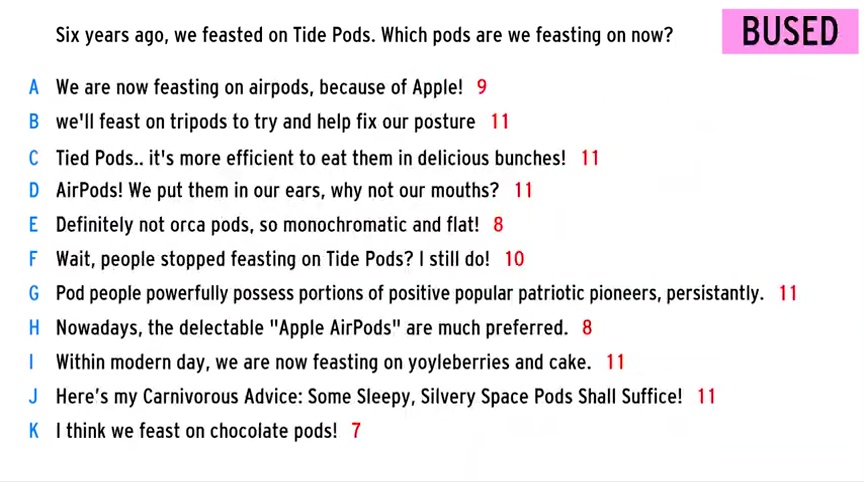 Six years ago, we feasted on Tide Pods. Which pods are we feasting on now?
BUSED
A We are now feasting on airpods, because of Apple! 9
B we'll feast on tripods to try and help fix our posture 11
C Tied Pods.. it's more efficient to eat them in delicious bunches! 11
D AirPods! We put them in our ears, why not our mouths? 11
E Definitely not orca pods, so monochromatic and flat! 8
F Wait, people stopped feasting on Tide Pods? I still do! 10
G Pod people powerfully possess portions of positive popular patriotic pioneers, persistantly. 11
H Nowadays, the delectable "Apple AirPods" are much preferred. 8
I Within modern day, we are now feasting on yoyleberries and cake. 11
J Here's my Carnivorous Advice: Some Sleepy, Silvery Space Pods Shall Suffice! 11
K I think we feast on chocolate pods! 7